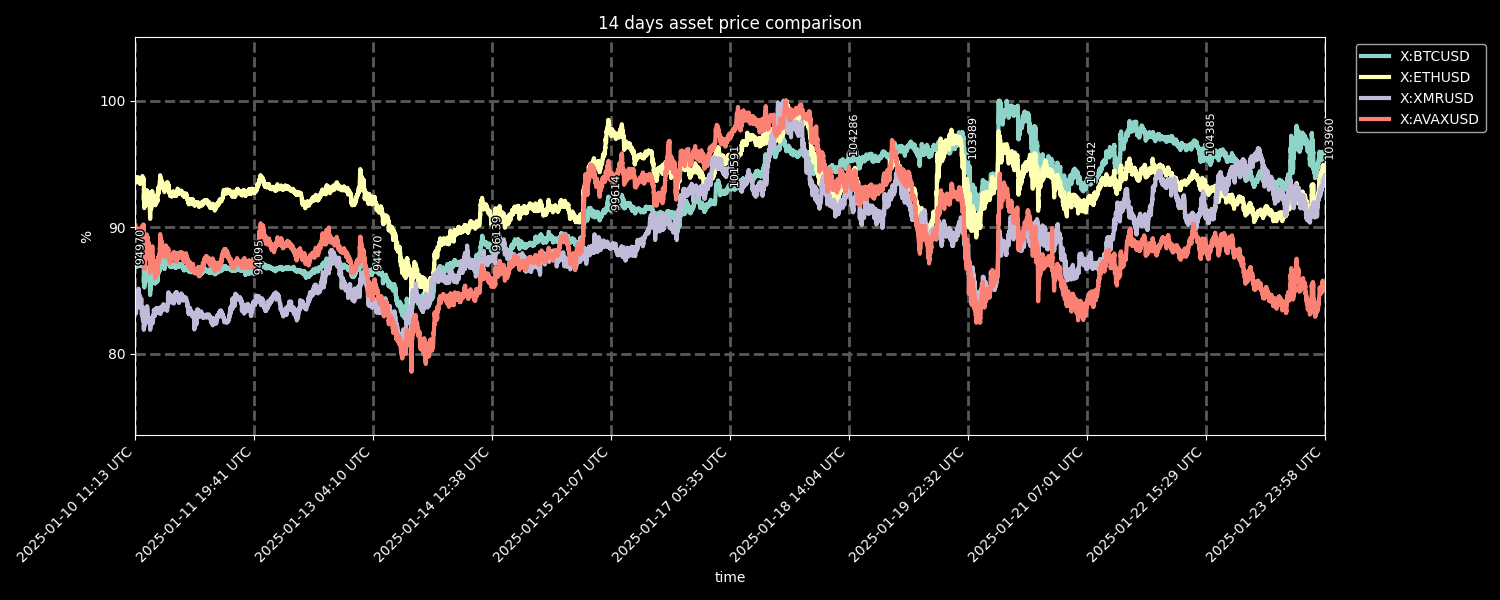 14 days asset price comparison
X:BTCUSD
X:ETHUSD
X:XMRUSD
X:AVAXUSD
%
100
90
80
94970
94095
94470
96139
99614
101591
104286
103989
101942
104385
103960
2025-01-10 11:13 UTC
2025-01-11 19:41 UTC
2025-01-13 04:10 UTC
2025-01-14 12:38 UTC
2025-01-15 21:07 UTC
2025-01-17 05:35 UTC
2025-01-18 14:04 UTC
2025-01-19 22:32 UTC
2025-01-21 07:01 UTC
2025-01-22 15:29 UTC
2025-01-23 23:58 UTC
time